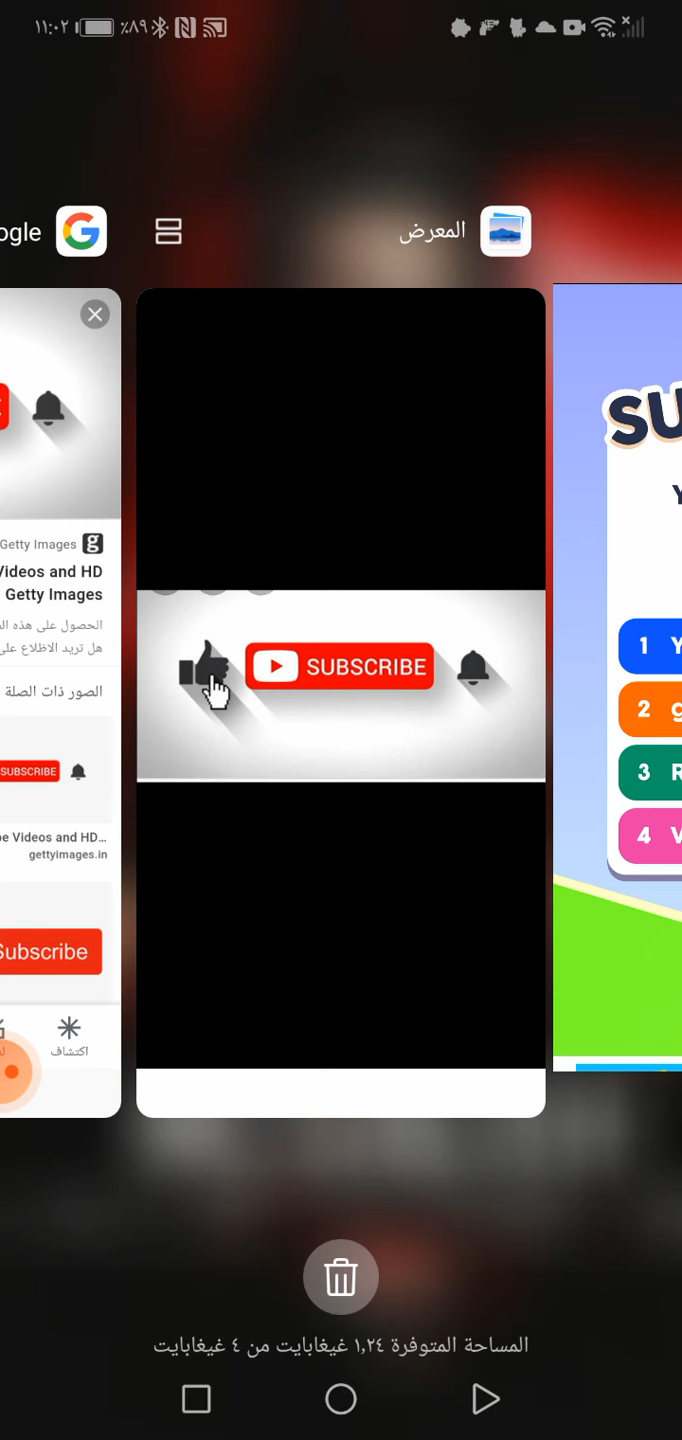 ١١:٠٢
٪٨٩
المعرض
ogle
SUBSCRIBE
Getty Images
Videos and HD
Getty Images
الحصول على هذه ال
هل تريد الاطلاع على
الصور ذات الصلة
SUBSCRIBE
be Videos and HD...
gettyimages.in
Subscribe
اكتشاف
SU
Y
1 Y
2 g
3 R
4 V
المساحة المتوفرة ١,٢٤ غيغابايت من ٤ غيغابايت